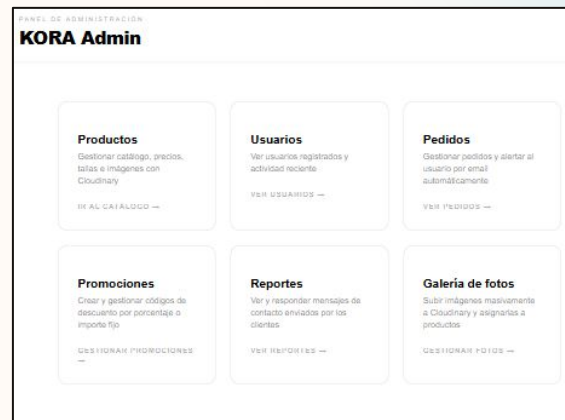 PANEL DE ADMINISTRACIÓN
KORA Admin
Productos
Gestionar catálogo, precios,
tallas e imágenes con
Cloudinary
IR AL CATÁLOGO →
Usuarios
Ver usuarios registrados y
actividad reciente
VER USUARIOS →
Pedidos
Gestionar pedidos y alertar al
usuario por email
automáticamente
VER PEDIDOS →
Promociones
Crear y gestionar códigos de
descuento por porcentaje o
importe fijo
GESTIONAR PROMOCIONES
→
Reportes
Ver y responder mensajes de
contacto enviados por los
clientes
VER REPORTES →
Galería de fotos
Subir imágenes masivamente
a Cloudinary y asignarlas a
productos
GESTIONAR FOTOS →